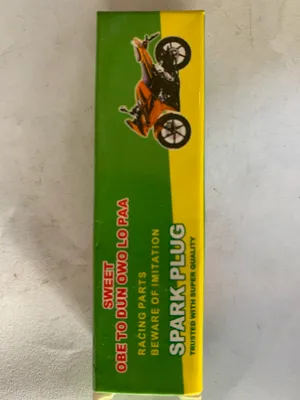 SWEET
OBE TO DUN OWO LO PAA
RACING PARTS
BEWARE OF IMITATION
SPARK PLUG
TRUSTED WITH SUPER QUALITY